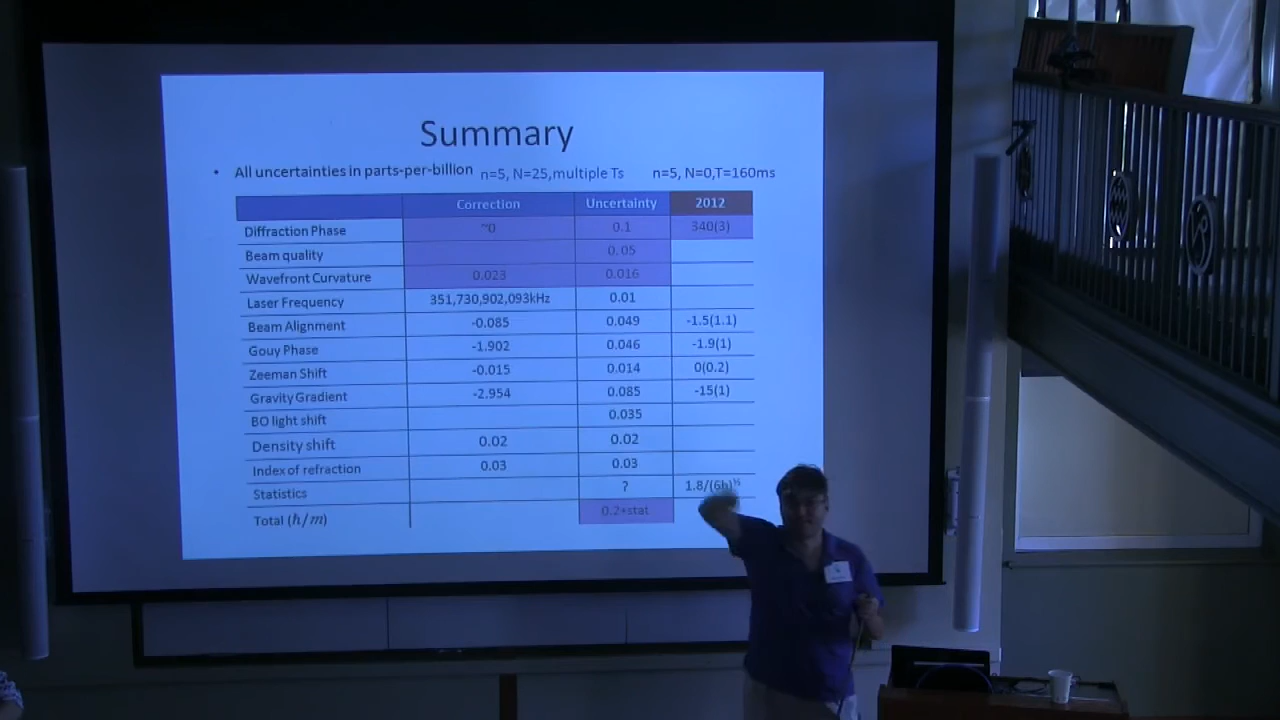 Summary
• All uncertainties in parts-per-billion n=5, N=25,multiple Ts n=5, N=0,T=160ms
Correction Uncertainty 2012
Diffraction Phase ~0 0.1 340(3)
Beam quality 0.05
Wavefront Curvature 0.023 0.016
Laser Frequency 351,730,902,093kHz 0.01
Beam Alignment -0.085 0.049 -1.5(1.1)
Gouy Phase -1.902 0.046 -1.9(1)
Zeeman Shift -0.015 0.014 0(0.2)
Gravity Gradient -2.954 0.085 -15(1)
BO light shift 0.035
Density shift 0.02 0.02
Index of refraction 0.03 0.03
Statistics ? 1.8/(6h)^½
Total (ħ/m) 0.2+stat